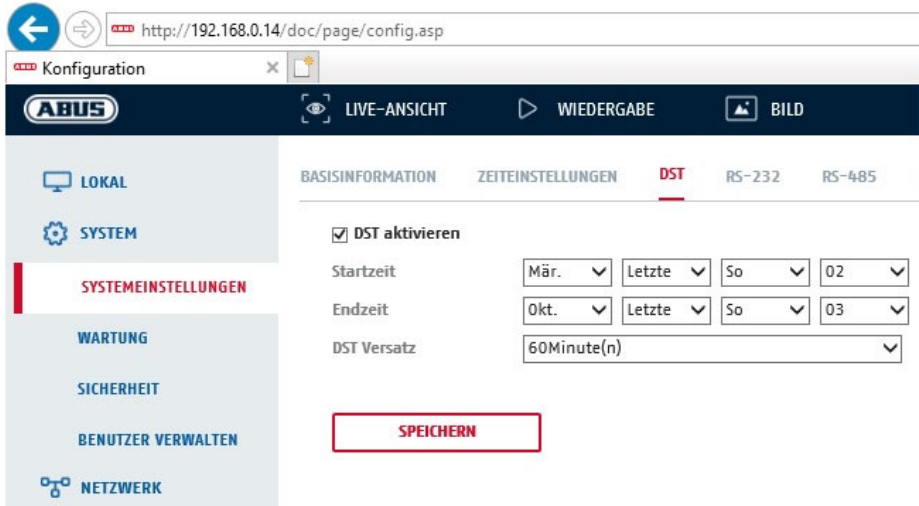 http://192.168.0.14/doc/page/config.asp
Konfiguration
ABUS LIVE-ANSICHT WIEDERGABE BILD
LOKAL
SYSTEM
SYSTEMEINSTELLUNGEN
WARTUNG
SICHERHEIT
BENUTZER VERWALTEN
NETZWERK
BASISINFORMATION ZEITEINSTELLUNGEN DST RS-232 RS-485
DST aktivieren
Startzeit Mär. Letzte So 02
Endzeit Okt. Letzte So 03
DST Versatz 60Minute(n)
SPEICHERN